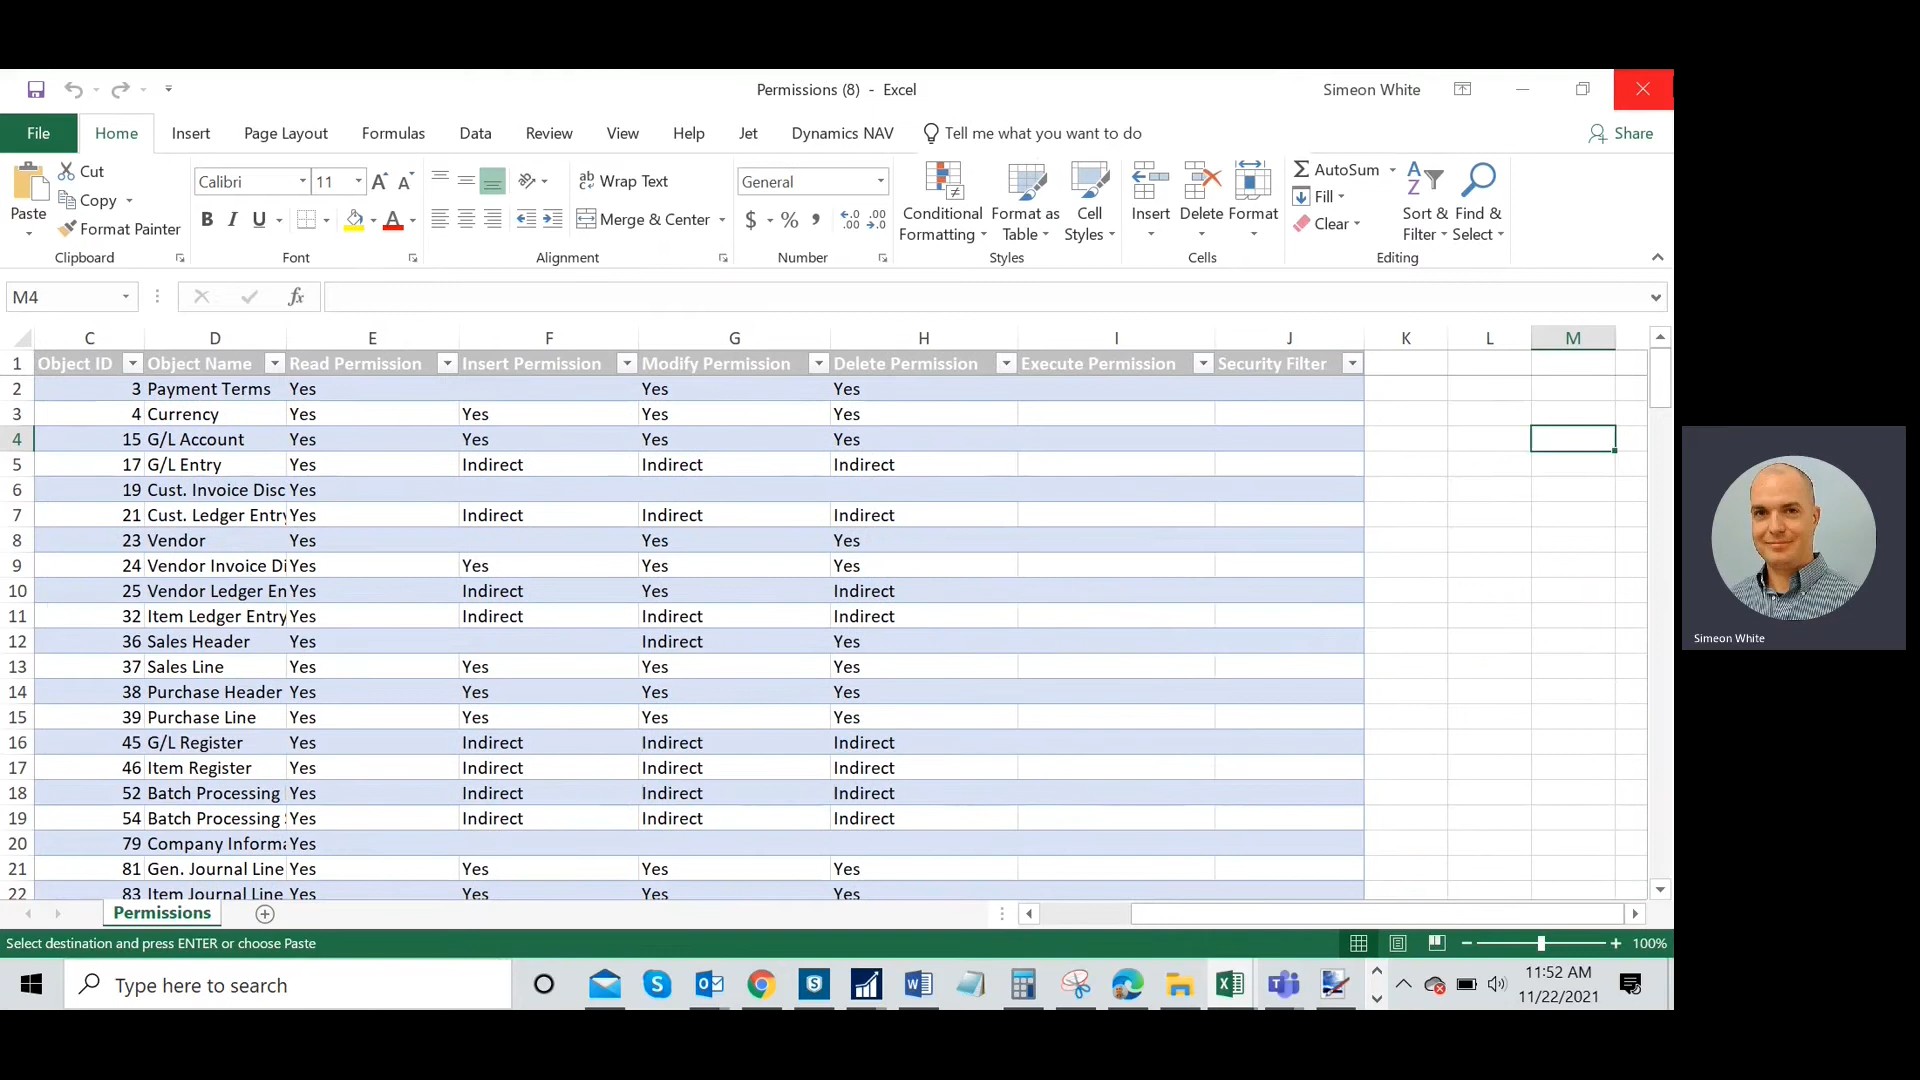 Permissions (8) - Excel
Simeon White
File Home Insert Page Layout Formulas Data Review View Help Jet Dynamics NAV Tell me what you want to do Share
Paste
Cut
Copy
Format Painter
Clipboard
Calibri 11
B I U
Font
ab Wrap Text
Merge & Center
Alignment
General
$ % ,
Number
Conditional Formatting
Format as Table
Cell Styles
Styles
Insert Delete Format
Cells
AutoSum
Fill
Clear
Sort & Filter
Find & Select
Editing
M4
fx
C D E F G H I J K L M
1 Object ID Object Name Read Permission Insert Permission Modify Permission Delete Permission Execute Permission Security Filter
2 3 Payment Terms Yes Yes Yes
3 4 Currency Yes Yes Yes Yes
4 15 G/L Account Yes Yes Yes Yes
5 17 G/L Entry Yes Indirect Indirect Indirect
6 19 Cust. Invoice Disc Yes
7 21 Cust. Ledger Entry Yes Indirect Indirect Indirect
8 23 Vendor Yes Yes Yes
9 24 Vendor Invoice Di Yes Yes Yes Yes
10 25 Vendor Ledger En Yes Indirect Yes Indirect
11 32 Item Ledger Entry Yes Indirect Indirect Indirect
12 36 Sales Header Yes Indirect Yes
13 37 Sales Line Yes Yes Yes Yes
14 38 Purchase Header Yes Yes Yes Yes
15 39 Purchase Line Yes Yes Yes Yes
16 45 G/L Register Yes Indirect Indirect Indirect
17 46 Item Register Yes Indirect Indirect Indirect
18 52 Batch Processing Yes Indirect Indirect Indirect
19 54 Batch Processing Yes Indirect Indirect Indirect
20 79 Company Informa Yes
21 81 Gen. Journal Line Yes Yes Yes Yes
22 83 Item Journal Line Yes Yes Yes Yes
Permissions
Select destination and press ENTER or choose Paste
100%
Type here to search
11:52 AM
11/22/2021
Simeon White